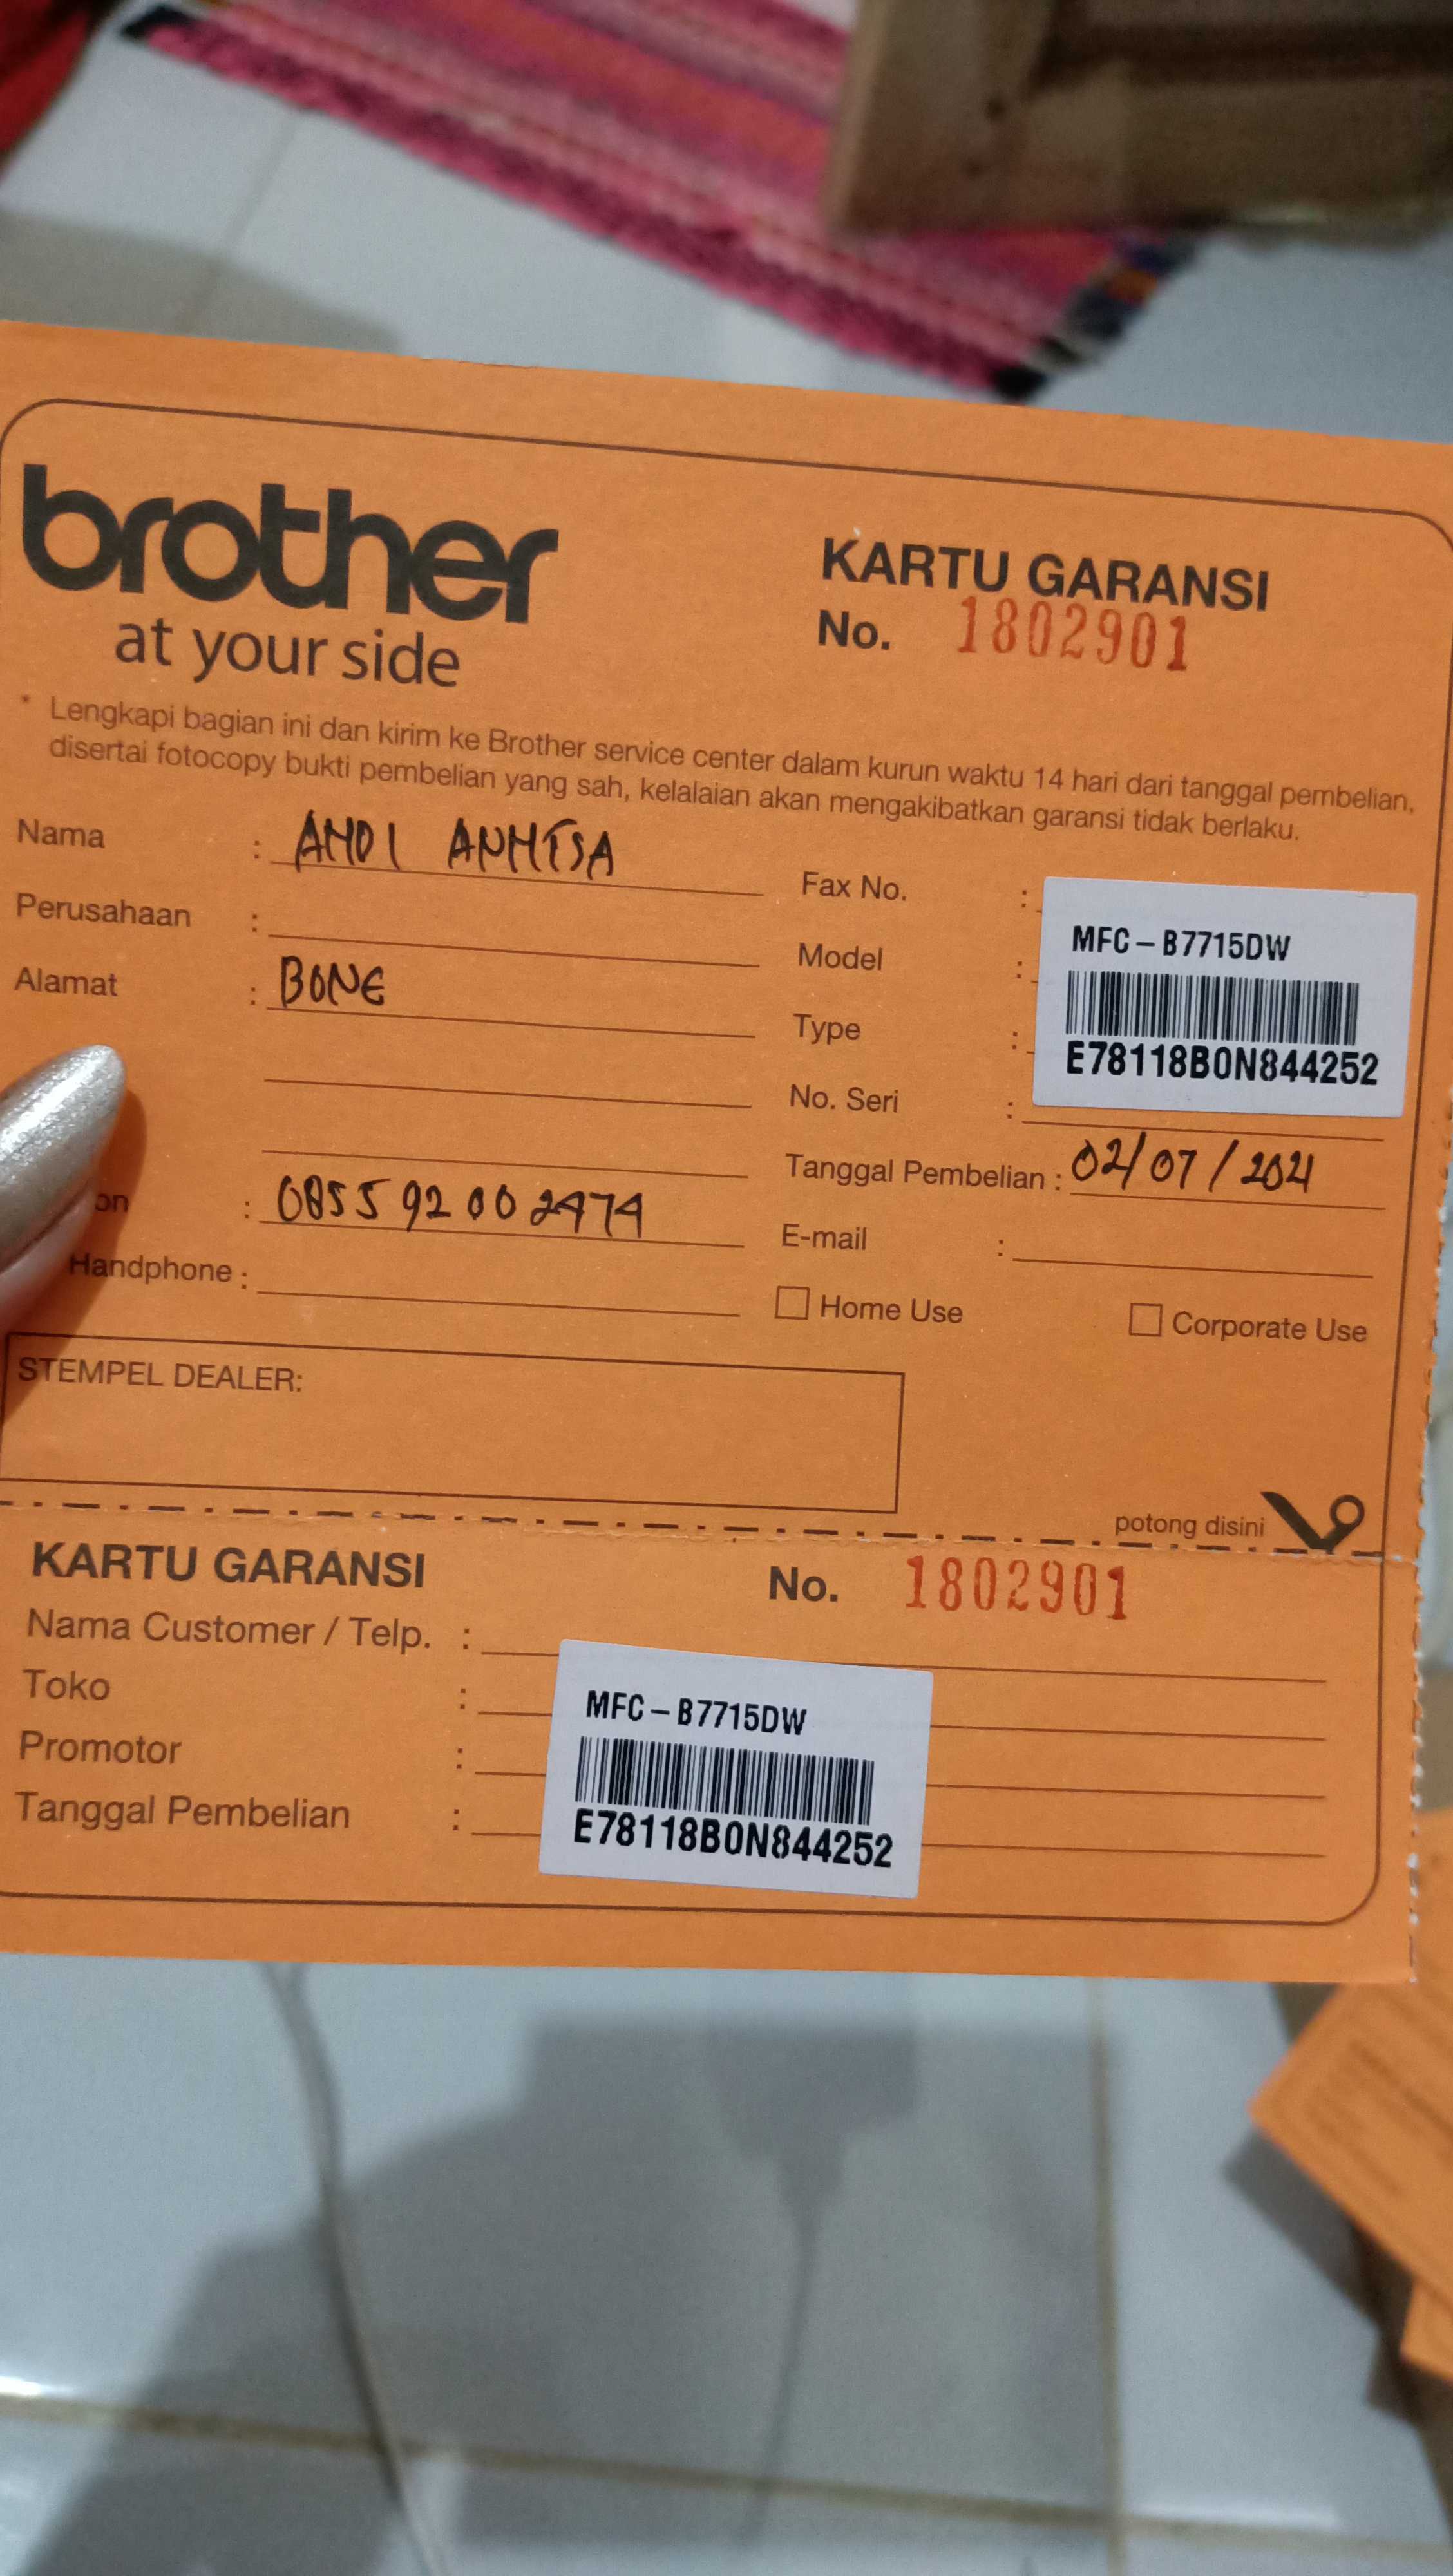 brother
at your side
KARTU GARANSI
No. 1802901
* Lengkapi bagian ini dan kirim ke Brother service center dalam kurun waktu 14 hari dari tanggal pembelian,
disertai fotocopy bukti pembelian yang sah, kelalaian akan mengakibatkan garansi tidak berlaku.
Nama : ANDI
Perusahaan :
Alamat : BONE
: 085592002474
Handphone :
Fax No. :
Model :
Type :
No. Seri :
MFC-B7715DW
E78118B0N844252
Tanggal Pembelian : 02/07/2021
E-mail :
Home Use
Corporate Use
STEMPEL DEALER:
potong disini
KARTU GARANSI
No. 1802901
Nama Customer / Telp. :
Toko :
Promotor :
Tanggal Pembelian :
MFC-B7715DW
E78118B0N844252